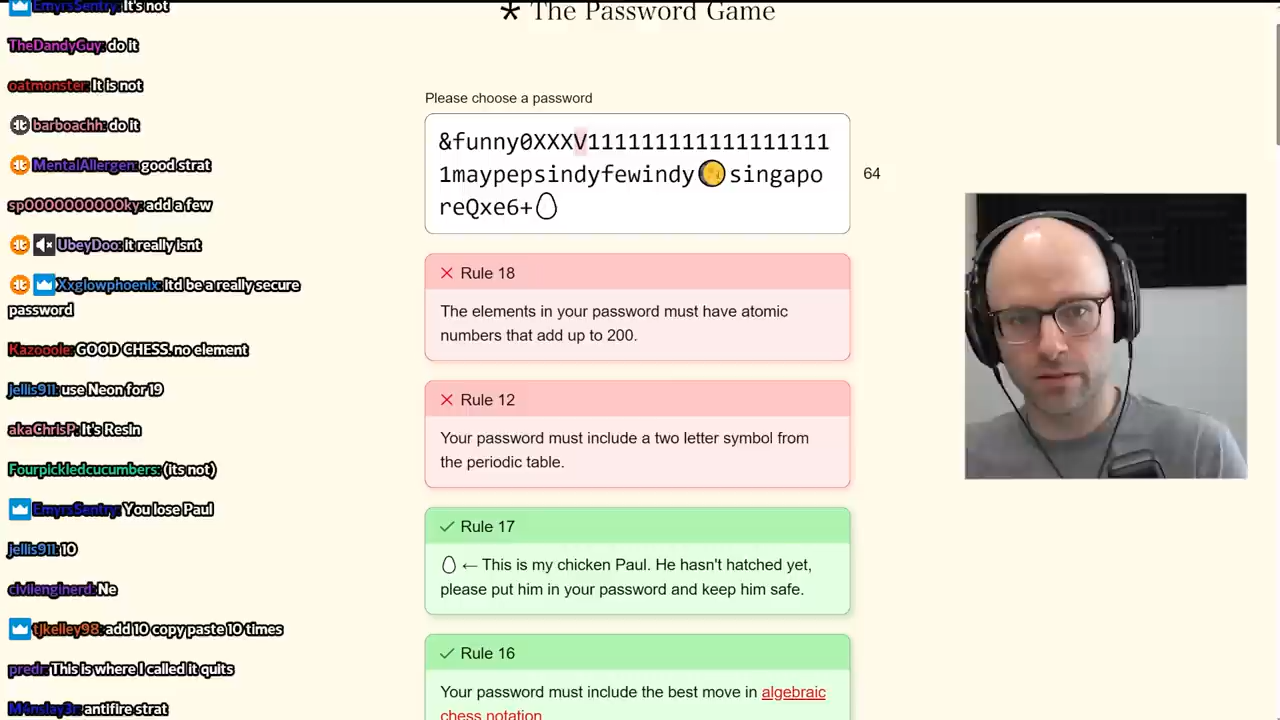 EmyrsSentry: It's not
TheDandyGuy: do it
oatmonster: It is not
barboachh: do it
MentalAllergen: good strat
sp0000000000ky: add a few
UbeyDoo: it really isnt
Xxglowphoenix: Itd be a really secure
password
Kazooole: GOOD CHESS. no element
jellis911: use Neon for 19
akaChrisP: It's ResIn
Fourpickledcucumbers: (its not)
EmyrsSentry: You lose Paul
jellis911: 10
civilenginerd: Ne
tjkelley98: add 10 copy paste 10 times
predr: This is where I called it quits
M4nslay3r: antifire strat
* The Password Game
Please choose a password
&funny0XXXV1111111111111111111
1maypepsindyfewindy🌕singapo
reQxe6+🥚
64
Rule 18
The elements in your password must have atomic
numbers that add up to 200.
Rule 12
Your password must include a two letter symbol from
the periodic table.
Rule 17
🥚 ← This is my chicken Paul. He hasn't hatched yet,
please put him in your password and keep him safe.
Rule 16
Your password must include the best move in algebraic
chess notation.